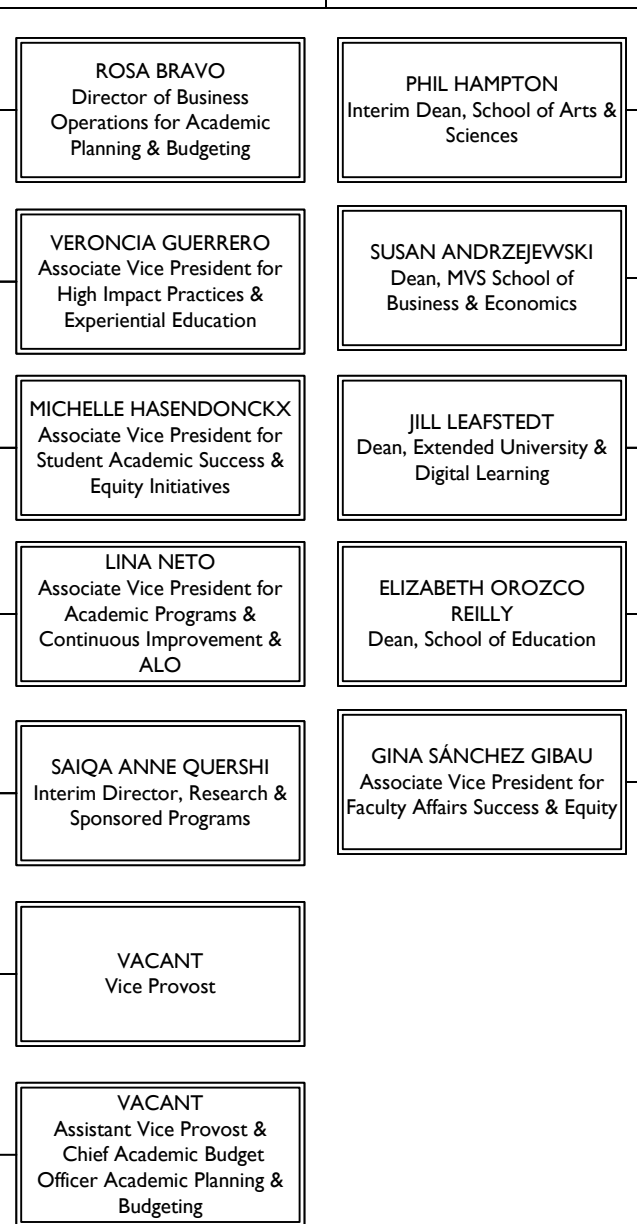 ROSA BRAVO
Director of Business
Operations for Academic
Planning & Budgeting
VERONCIA GUERRERO
Associate Vice President for
High Impact Practices &
Experiential Education
MICHELLE HASENDONCKX
Associate Vice President for
Student Academic Success &
Equity Initiatives
LINA NETO
Associate Vice President for
Academic Programs &
Continuous Improvement &
ALO
SAIQA ANNE QUERSHI
Interim Director, Research &
Sponsored Programs
VACANT
Vice Provost
VACANT
Assistant Vice Provost &
Chief Academic Budget
Officer Academic Planning &
Budgeting
PHIL HAMPTON
Interim Dean, School of Arts &
Sciences
SUSAN ANDRZEJEWSKI
Dean, MVS School of
Business & Economics
JILL LEAFSTEDT
Dean, Extended University &
Digital Learning
ELIZABETH OROZCO
REILLY
Dean, School of Education
GINA SÁNCHEZ GIBAU
Associate Vice President for
Faculty Affairs Success & Equity